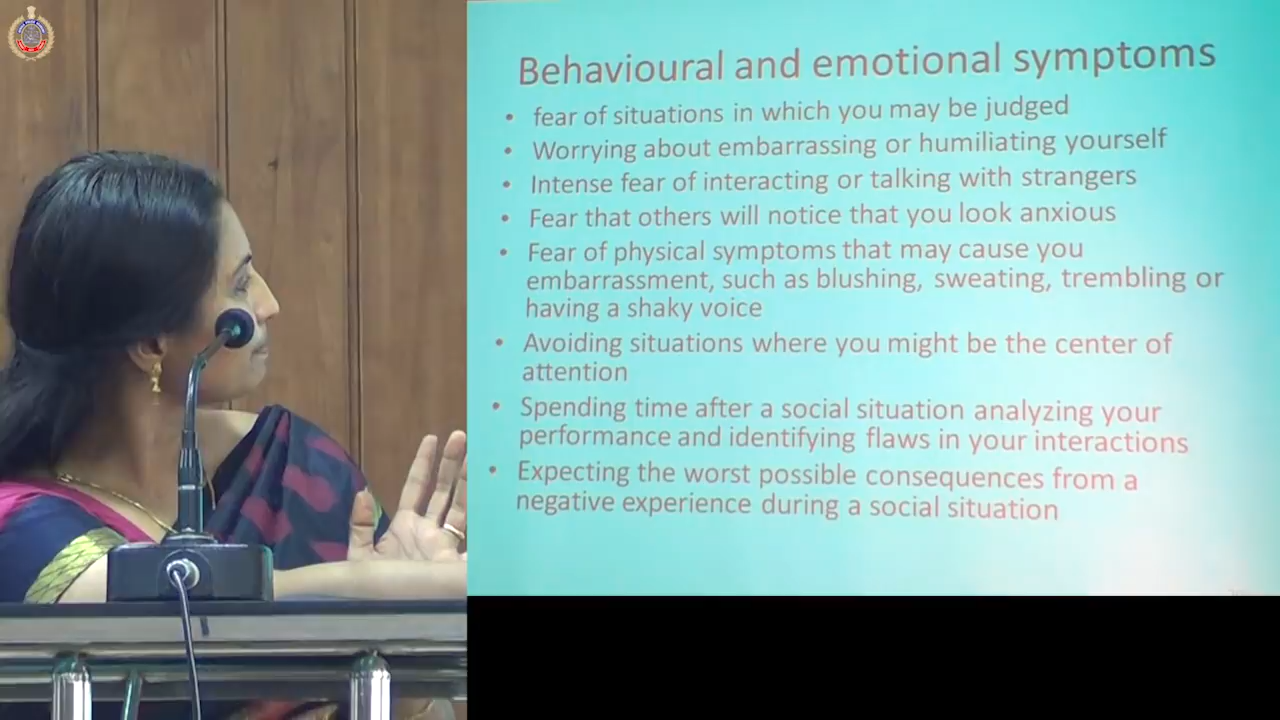 Behavioural and emotional symptoms
• fear of situations in which you may be judged
• Worrying about embarrassing or humiliating yourself
• Intense fear of interacting or talking with strangers
• Fear that others will notice that you look anxious
• Fear of physical symptoms that may cause you
embarrassment, such as blushing, sweating, trembling or
having a shaky voice
• Avoiding situations where you might be the center of
attention
• Spending time after a social situation analyzing your
performance and identifying flaws in your interactions
• Expecting the worst possible consequences from a
negative experience during a social situation